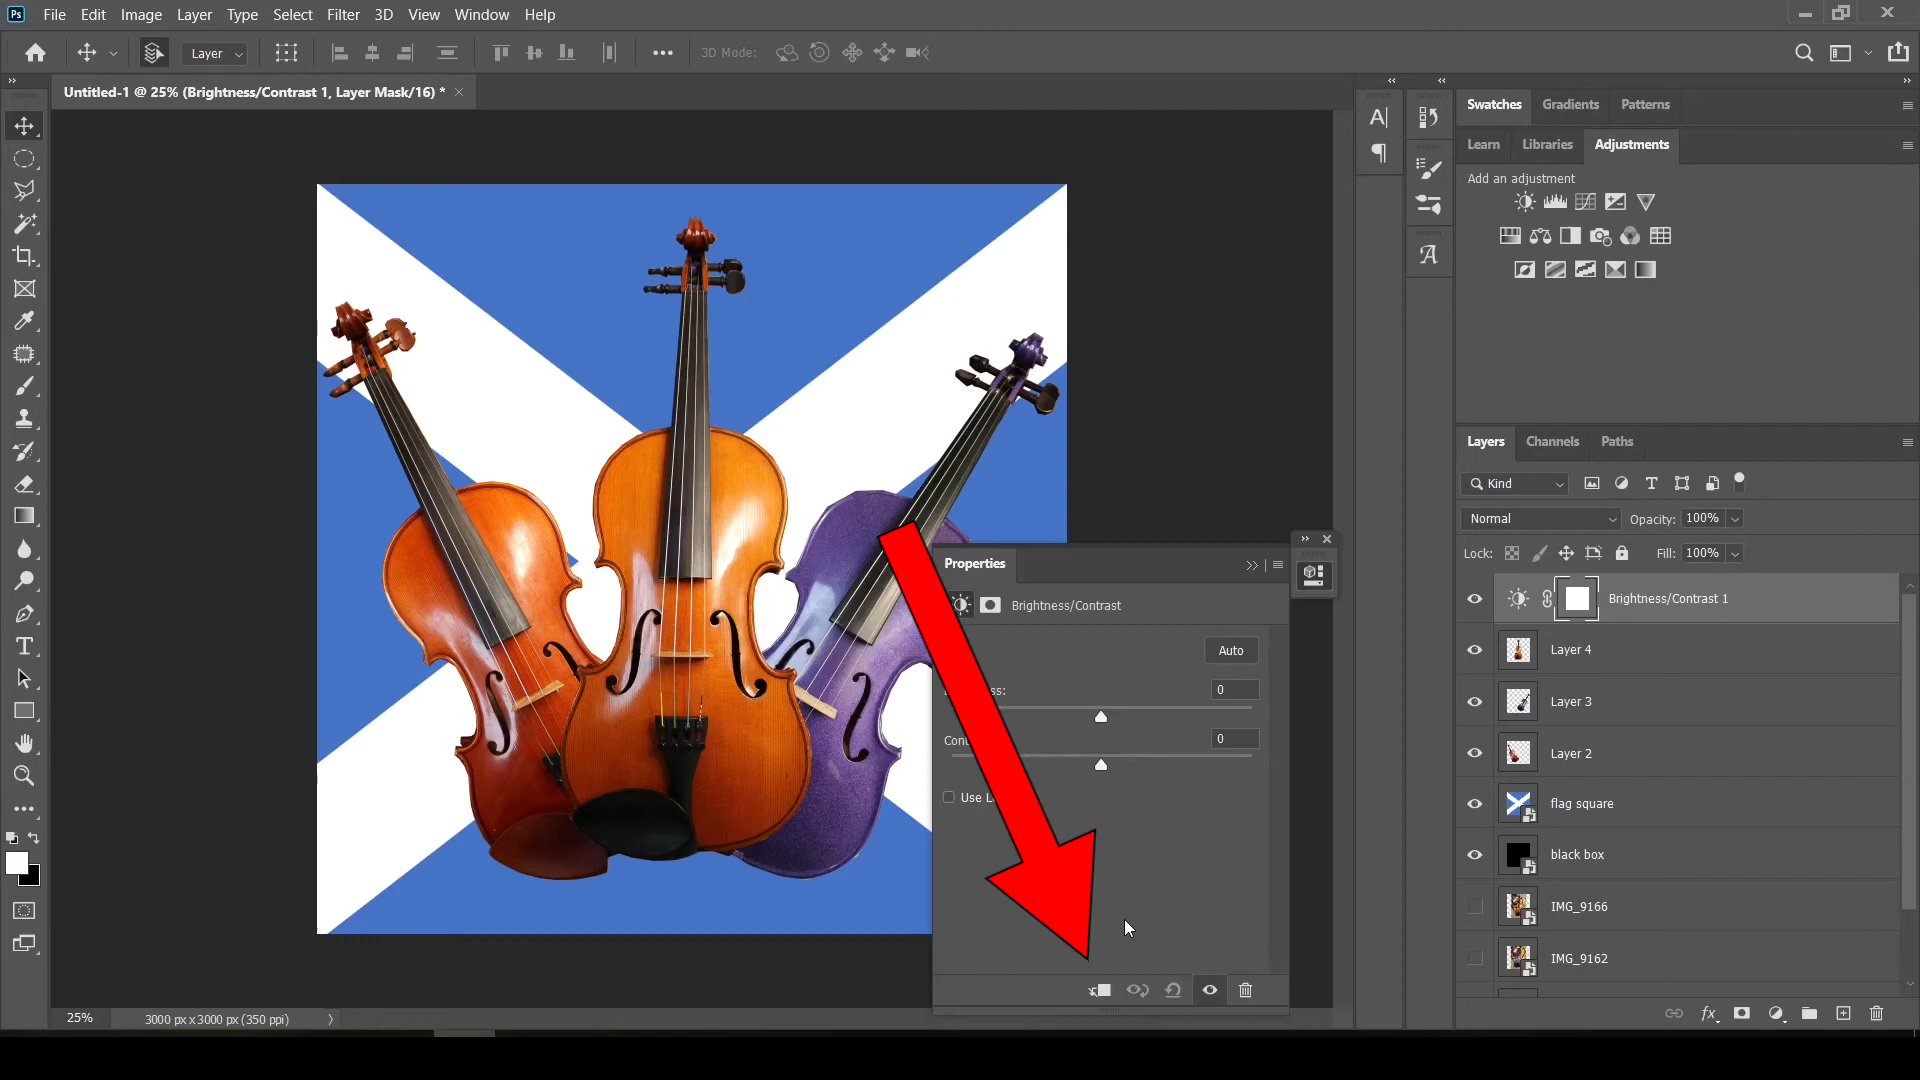 Ps File Edit Image Layer Type Select Filter 3D View Window Help
Layer 3D Mode:
Untitled-1 @ 25% (Brightness/Contrast 1, Layer Mask/16) *
Swatches Gradients Patterns
Learn Libraries Adjustments
Add an adjustment
Layers Channels Paths
Kind
Normal Opacity: 100%
Lock: Fill: 100%
Brightness/Contrast 1
Layer 4
Layer 3
Layer 2
flag square
black box
IMG_9166
IMG_9162
Properties
Brightness/Contrast
Auto
0
0
Use
25% 3000 px x 3000 px (350 ppi)